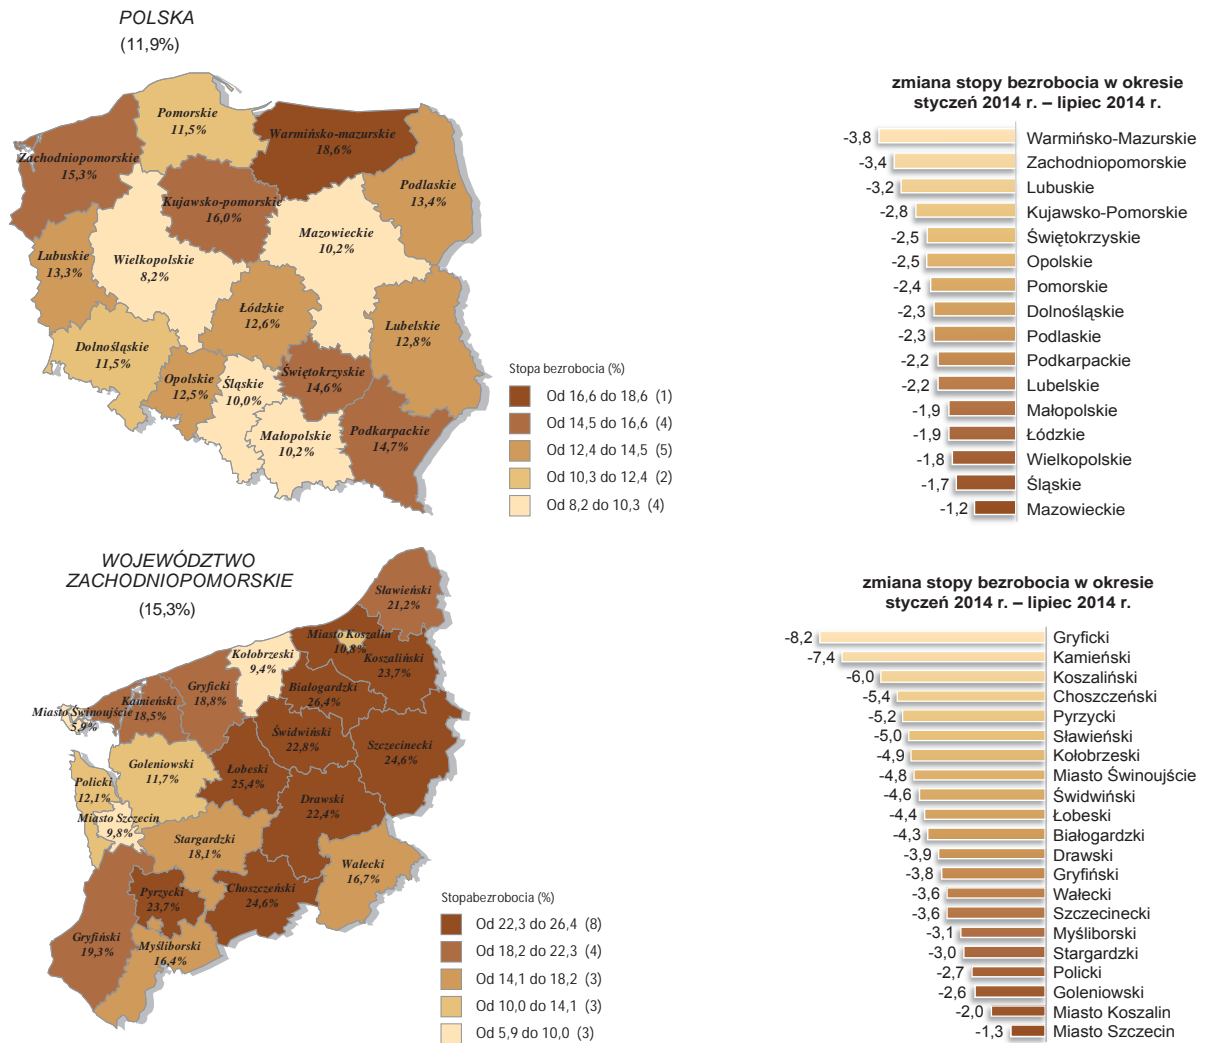 POLSKA
(11,9%)
Pomorskie
11,5%
Warmińsko-mazurskie
18,6%
Zachodniopomorskie
15,3%
Podlaskie
13,4%
Kujawsko-pomorskie
16,0%
Mazowieckie
10,2%
Lubuskie
13,3%
Wielkopolskie
8,2%
Łódzkie
12,6%
Lubelskie
12,8%
Dolnośląskie
11,5%
Opolskie
12,5%
Śląskie
10,0%
Świętokrzyskie
14,6%
Małopolskie
10,2%
Podkarpackie
14,7%
Stopa bezrobocia (%)
Od 16,6 do 18,6 (1)
Od 14,5 do 16,6 (4)
Od 12,4 do 14,5 (5)
Od 10,3 do 12,4 (2)
Od 8,2 do 10,3 (4)
zmiana stopy bezrobocia w okresie
styczeń 2014 r. – lipiec 2014 r.
-3,8 Warmińsko-Mazurskie
-3,4 Zachodniopomorskie
-3,2 Lubuskie
-2,8 Kujawsko-Pomorskie
-2,5 Świętokrzyskie
-2,5 Opolskie
-2,4 Pomorskie
-2,3 Dolnośląskie
-2,3 Podlaskie
-2,2 Podkarpackie
-2,2 Lubelskie
-1,9 Małopolskie
-1,9 Łódzkie
-1,8 Wielkopolskie
-1,7 Śląskie
-1,2 Mazowieckie
WOJEWÓDZTWO
ZACHODNIOPOMORSKIE
(15,3%)
Sławieński
21,2%
Miasto Koszalin
10,8%
Koszaliński
23,7%
Kołobrzeski
9,4%
Białogardzki
26,4%
Gryficki
18,8%
Kamieński
18,5%
Miasto Świnoujście
5,9%
Świdwiński
22,8%
Szczecinecki
24,6%
Goleniowski
11,7%
Łobeski
25,4%
Policki
12,1%
Drawski
22,4%
Miasto Szczecin
9,8%
Stargardzki
18,1%
Wałecki
16,7%
Pyrzycki
23,7%
Choszczeński
24,6%
Gryfiński
19,3%
Myśliborski
16,4%
Stopabezrobocia (%)
Od 22,3 do 26,4 (8)
Od 18,2 do 22,3 (4)
Od 14,1 do 18,2 (3)
Od 10,0 do 14,1 (3)
Od 5,9 do 10,0 (3)
zmiana stopy bezrobocia w okresie
styczeń 2014 r. – lipiec 2014 r.
-8,2 Gryficki
-7,4 Kamieński
-6,0 Koszaliński
-5,4 Choszczeński
-5,2 Pyrzycki
-5,0 Sławieński
-4,9 Kołobrzeski
-4,8 Miasto Świnoujście
-4,6 Świdwiński
-4,4 Łobeski
-4,3 Białogardzki
-3,9 Drawski
-3,8 Gryfiński
-3,6 Wałecki
-3,6 Szczecinecki
-3,1 Myśliborski
-3,0 Stargardzki
-2,7 Policki
-2,6 Goleniowski
-2,0 Miasto Koszalin
-1,3 Miasto Szczecin